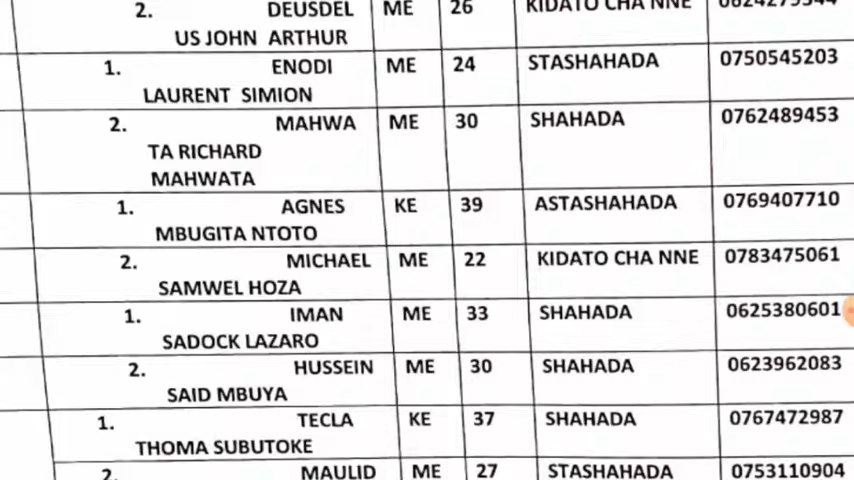 2. DEUSDEL ME 26 KIDATO CHA NNE 0624279344
US JOHN ARTHUR
1. ENODI ME 24 STASHAHADA 0750545203
LAURENT SIMION
2. MAHWA ME 30 SHAHADA 0762489453
TA RICHARD
MAHWATA
1. AGNES KE 39 ASTASHAHADA 0769407710
MBUGITA NTOTO
2. MICHAEL ME 22 KIDATO CHA NNE 0783475061
SAMWEL HOZA
1. IMAN ME 33 SHAHADA 0625380601
SADOCK LAZARO
2. HUSSEIN ME 30 SHAHADA 0623962083
SAID MBUYA
1. TECLA KE 37 SHAHADA 0767472987
THOMA SUBUTOKE
2. MAULID ME 27 STASHAHADA 0753110904